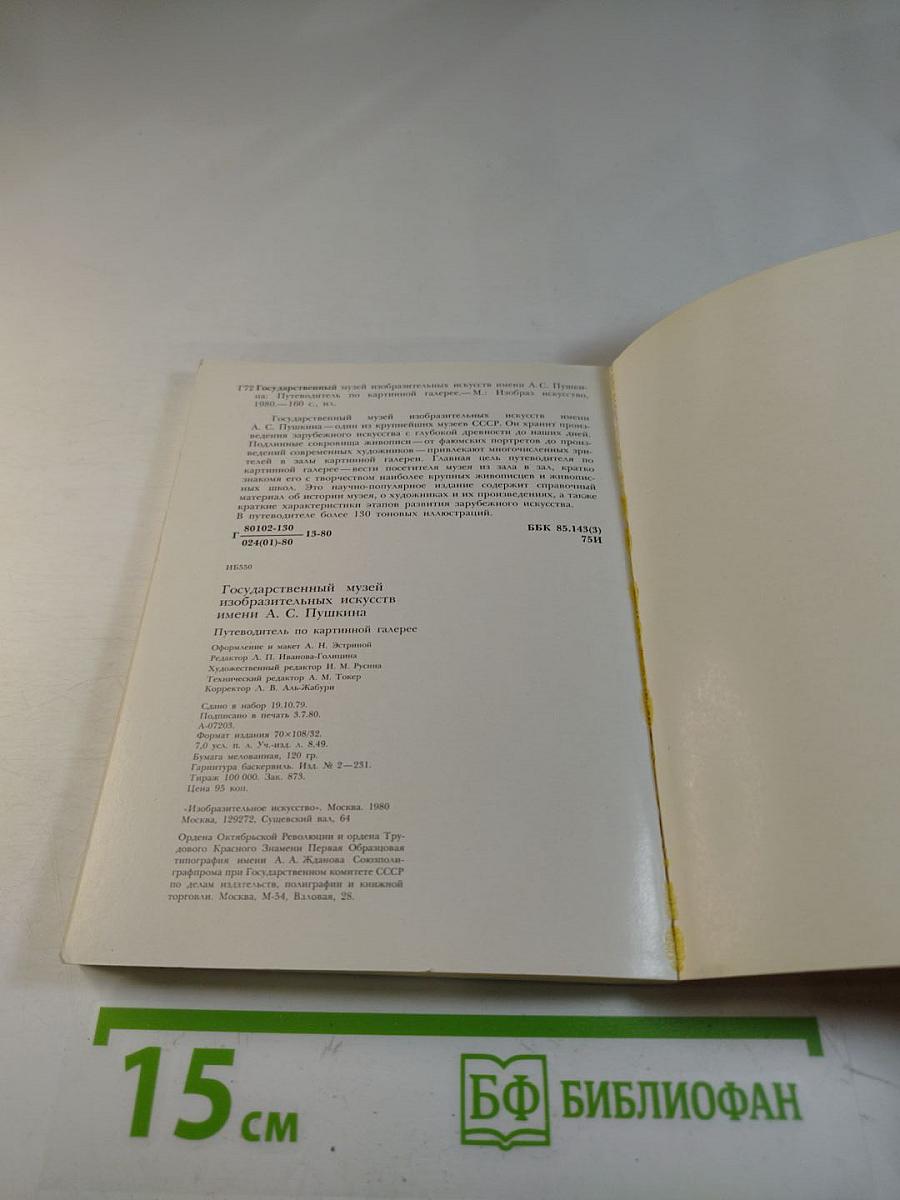 Г72 Государственный музей изобразительных искусств имени А.С. Пушки-
на: Путеводитель по картинной галерее.— М.: Изобраз искусство,
1980.—160 с., ил.
Государственный музей изобразительных искусств имени
А. С. Пушкина — один из крупнейших музеев СССР. Он хранит произ-
ведения зарубежного искусства с глубокой древности до наших дней.
Подлинные сокровища живописи — от фаюмских портретов до произ-
ведений современных художников — привлекают многочисленных зри-
телей в залы картинной галереи. Главная цель путеводителя по
картинной галерее — вести посетителя музея из зала в зал, кратко
знакомя его с творчеством наиболее крупных живописцев и живопис-
ных школ. Это научно-популярное издание содержит справочный
материал об истории музея, о художниках и их произведениях, а также
краткие характеристики этапов развития зарубежного искусства.
В путеводителе более 130 тоновых иллюстраций.
Г 80102-130 13-80
024(01)-80
ББК 85.143(3)
75И
ИБ550
Государственный музей
изобразительных искусств
имени А. С. Пушкина
Путеводитель по картинной галерее
Оформление и макет А. Н. Эстриной
Редактор Л. П. Иванова-Голицина
Художественный редактор И. М. Русина
Технический редактор А. М. Токер
Корректор Л. В. Аль-Жабури
Сдано в набор 19.10.79.
Подписано в печать 3.7.80.
А-07203.
Формат издания 70×108/32.
7,0 усл. п. л. Уч.-изд. л. 8,49.
Бумага мелованная, 120 гр.
Гарнитура баскервиль. Изд. № 2—231.
Тираж 100 000. Зак. 873.
Цена 95 коп.
«Изобразительное искусство». Москва. 1980
Москва, 129272, Сущевский вал, 64
Ордена Октябрьской Революции и ордена Тру-
дового Красного Знамени Первая Образцовая
типография имени А. А. Жданова Союзполи-
графпрома при Государственном комитете СССР
по делам издательств, полиграфии и книжной
торговли. Москва, М-54, Валовая, 28.
15 см
БФ БИБЛИОФАН